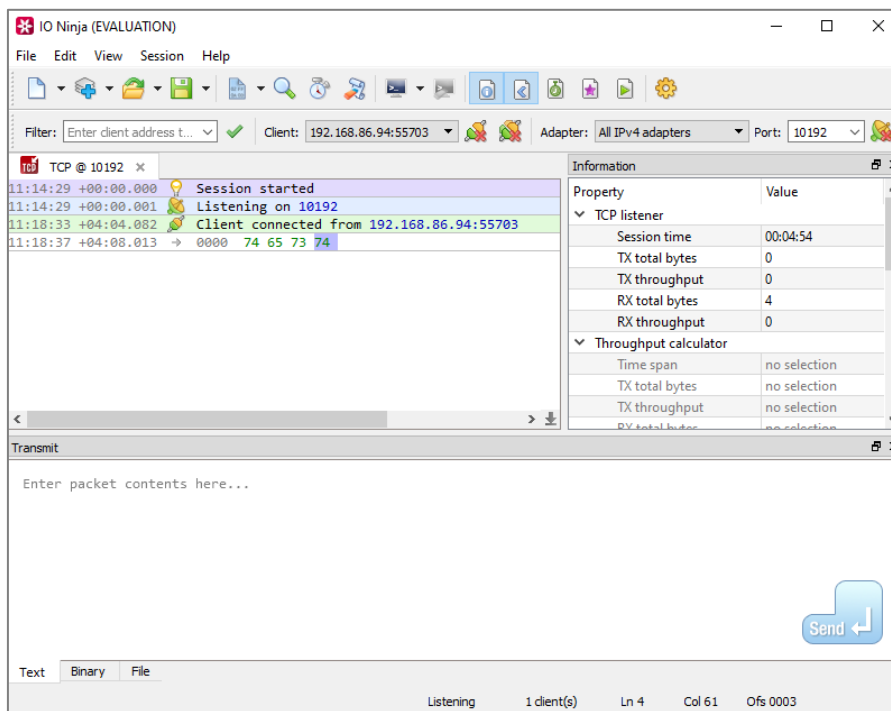 IO Ninja (EVALUATION)
File Edit View Session Help
Filter: Enter client address t... Client: 192.168.86.94:55703 Adapter: All IPv4 adapters Port: 10192
TCP TCP @ 10192
Information
11:14:29 +00:00.000 Session started
11:14:29 +00:00.001 Listening on 10192
11:18:33 +04:04.082 Client connected from 192.168.86.94:55703
11:18:37 +04:08.013 → 0000 74 65 73 74
Property Value
TCP listener
Session time 00:04:54
TX total bytes 0
TX throughput 0
RX total bytes 4
RX throughput 0
Throughput calculator
Time span no selection
TX total bytes no selection
TX throughput no selection
RX total bytes no selection
Transmit
Enter packet contents here...
Send
Text Binary File
Listening 1 client(s) Ln 4 Col 61 Ofs 0003